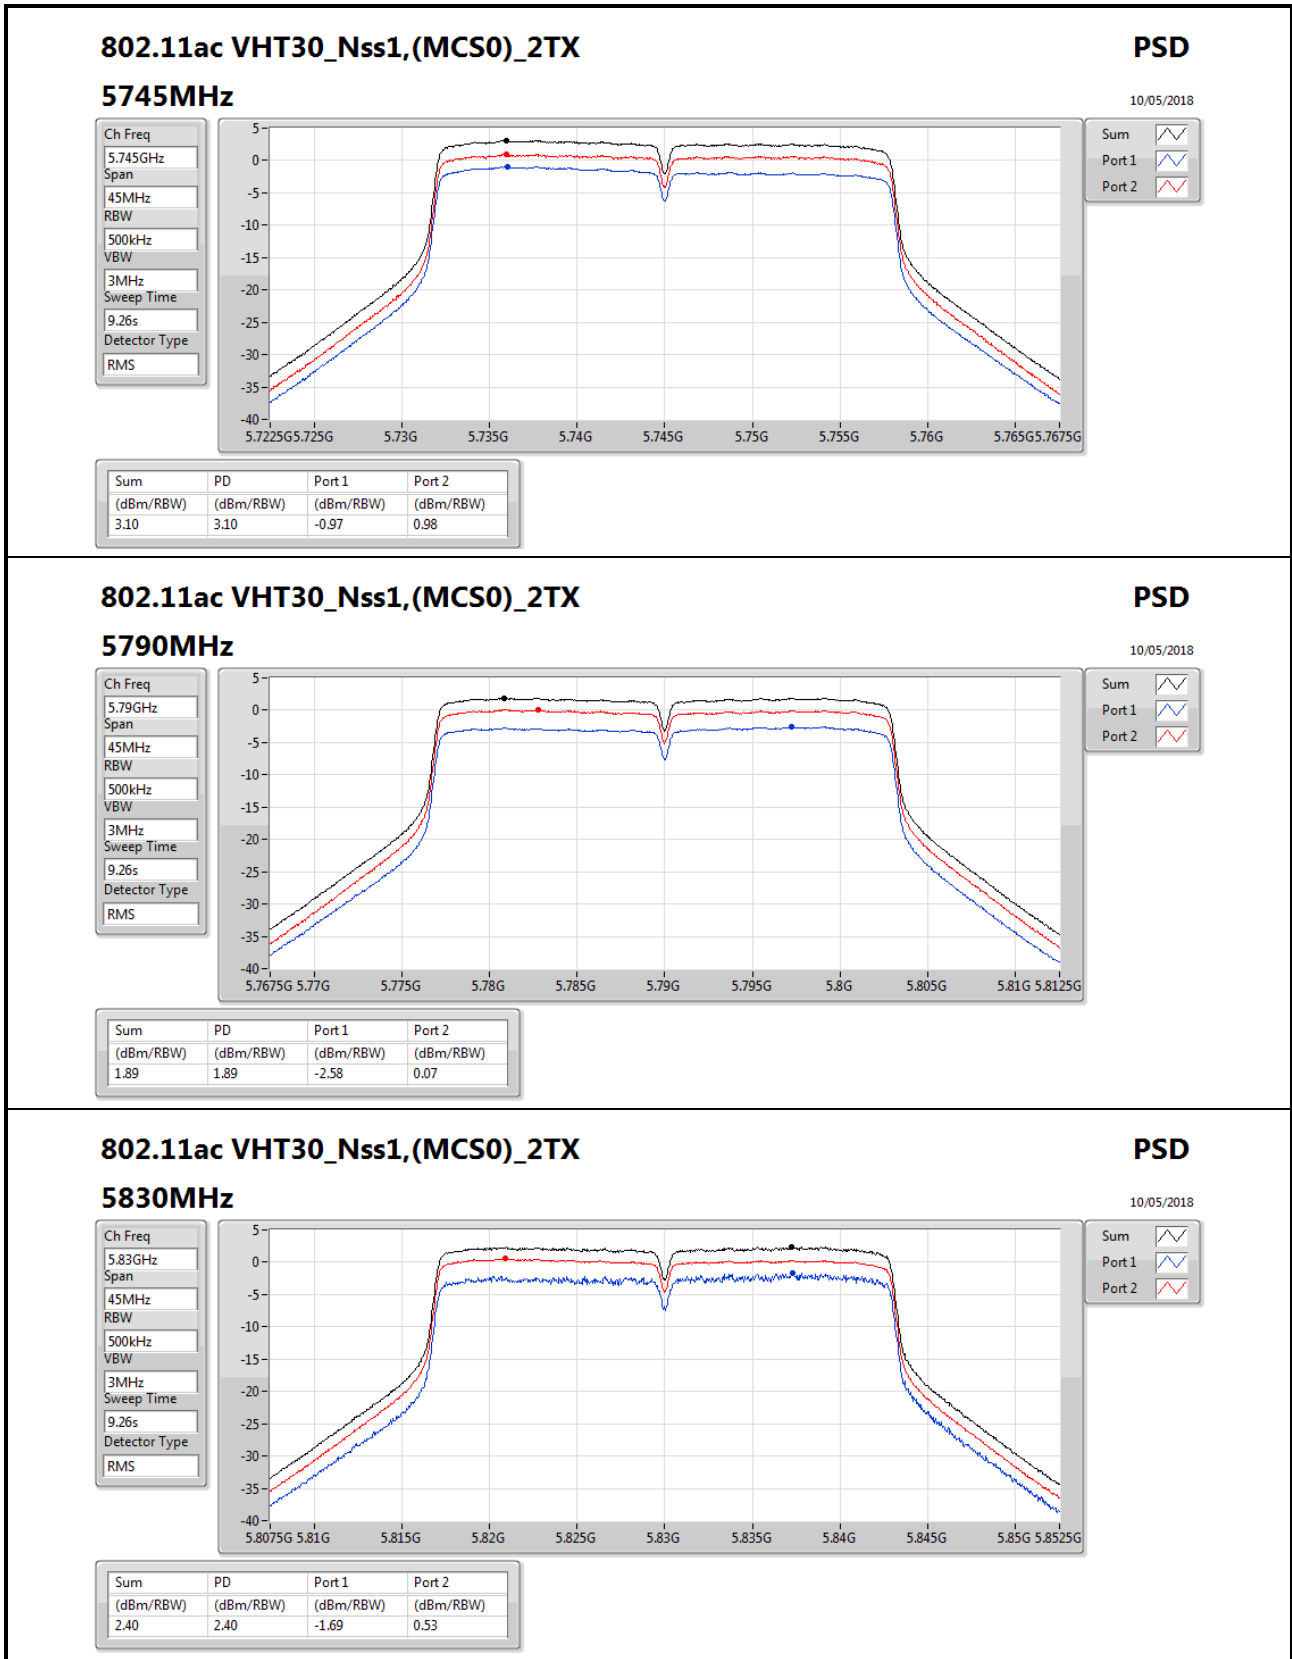 802.11ac VHT30_Nss1,(MCS0)_2TX PSD
5745MHz 10/05/2018
Ch Freq
5.745GHz
Span
45MHz
RBW
500kHz
VBW
3MHz
Sweep Time
9.26s
Detector Type
RMS
5
0
-5
-10
-15
-20
-25
-30
-35
-40
5.7225G 5.725G 5.73G 5.735G 5.74G 5.745G 5.75G 5.755G 5.76G 5.765G 5.7675G
Sum
Port 1
Port 2
Sum PD Port 1 Port 2
(dBm/RBW) (dBm/RBW) (dBm/RBW) (dBm/RBW)
3.10 3.10 -0.97 0.98
802.11ac VHT30_Nss1,(MCS0)_2TX PSD
5790MHz 10/05/2018
Ch Freq
5.79GHz
Span
45MHz
RBW
500kHz
VBW
3MHz
Sweep Time
9.26s
Detector Type
RMS
5
0
-5
-10
-15
-20
-25
-30
-35
-40
5.7675G 5.77G 5.775G 5.78G 5.785G 5.79G 5.795G 5.8G 5.805G 5.81G 5.8125G
Sum
Port 1
Port 2
Sum PD Port 1 Port 2
(dBm/RBW) (dBm/RBW) (dBm/RBW) (dBm/RBW)
1.89 1.89 -2.58 0.07
802.11ac VHT30_Nss1,(MCS0)_2TX PSD
5830MHz 10/05/2018
Ch Freq
5.83GHz
Span
45MHz
RBW
500kHz
VBW
3MHz
Sweep Time
9.26s
Detector Type
RMS
5
0
-5
-10
-15
-20
-25
-30
-35
-40
5.8075G 5.81G 5.815G 5.82G 5.825G 5.83G 5.835G 5.84G 5.845G 5.85G 5.8525G
Sum
Port 1
Port 2
Sum PD Port 1 Port 2
(dBm/RBW) (dBm/RBW) (dBm/RBW) (dBm/RBW)
2.40 2.40 -1.69 0.53